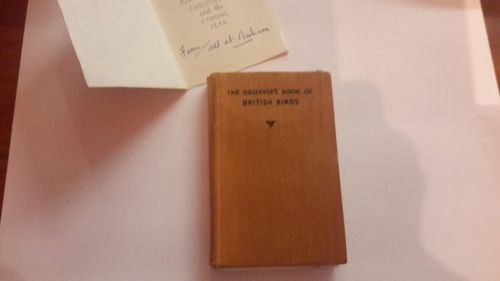 CHRISTMAS
and the
COMING
YEAR
From all at
THE OBSERVER'S BOOK OF
BRITISH BIRDS